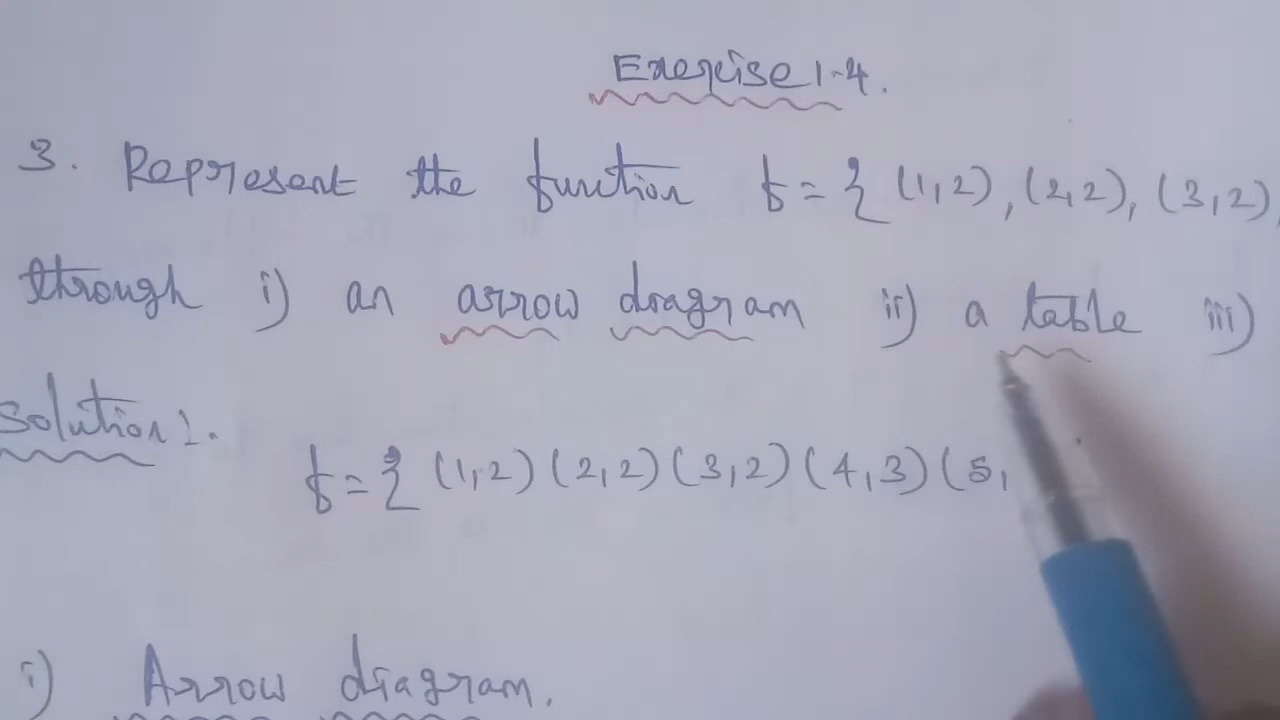 Exercise 1.4.
3. Represent the function f = { (1,2), (2,2), (3,2),
through i) an arrow diagram ii) a table iii)
Solution:.
f = { (1,2) (2,2) (3,2) (4,3) (5,
i) Arrow diagram.